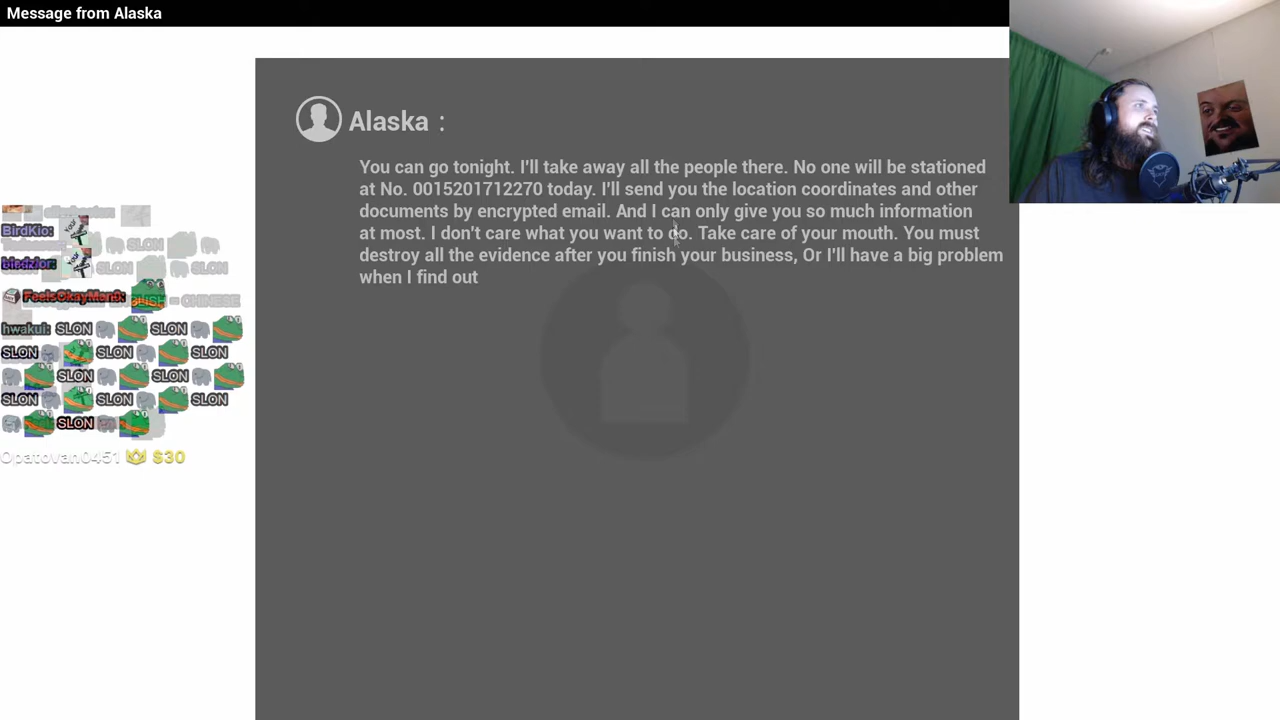 Message from Alaska
Alaska :
You can go tonight. I'll take away all the people there. No one will be stationed
at No. 0015201712270 today. I'll send you the location coordinates and other
documents by encrypted email. And I can only give you so much information
at most. I don't care what you want to do. Take care of your mouth. You must
destroy all the evidence after you finish your business, Or I'll have a big problem
when I find out
BirdKio:
SLON
birdzior:
SLON
FeelsOkayMan9: = CHINESE
hwakui: SLON SLON
SLON SLON SLON
SLON SLON
SLON SLON SLON
SLON
Opatovan0451 $30